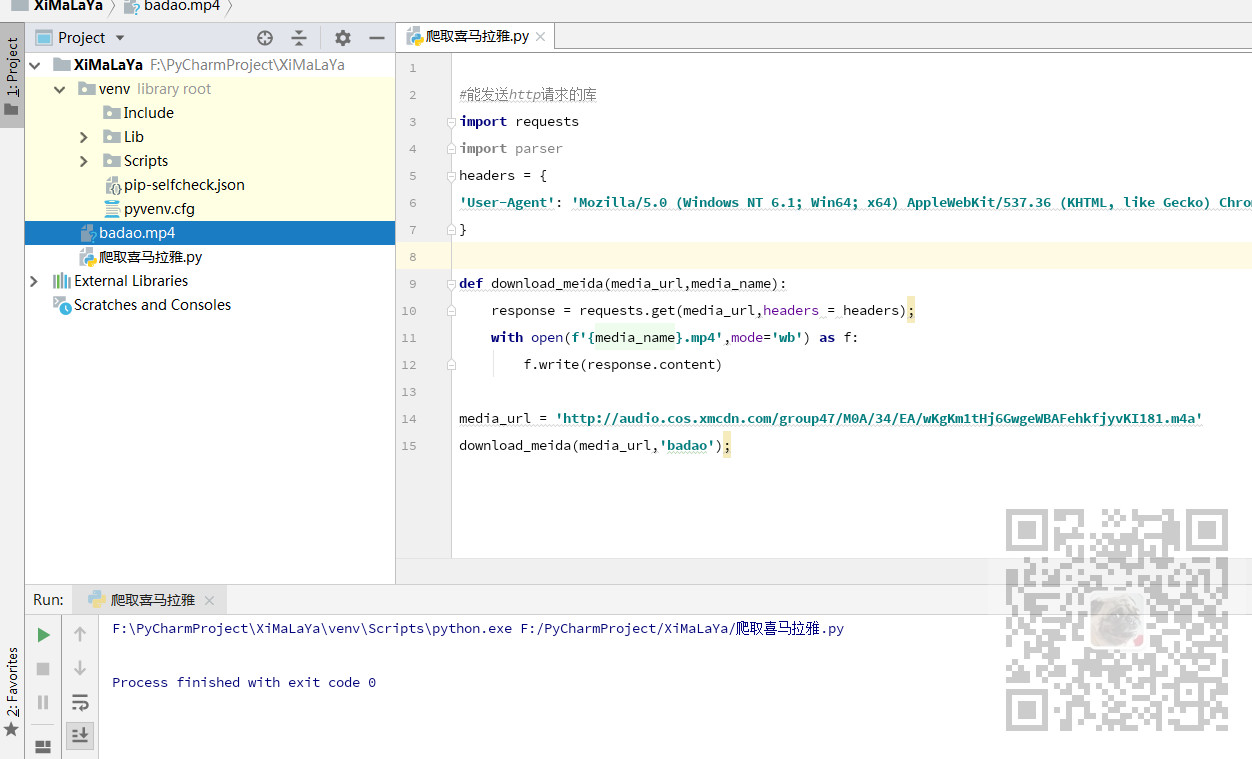 XiMaLaYa
badao.mp4
1: Project
Project
爬取喜马拉雅.py
XiMaLaYa F:\PyCharmProject\XiMaLaYa
venv library root
Include
Lib
Scripts
pip-selfcheck.json
pyvenv.cfg
badao.mp4
爬取喜马拉雅.py
External Libraries
Scratches and Consoles
1
2 #能发送http请求的库
3 import requests
4 import parser
5 headers = {
6 'User-Agent': 'Mozilla/5.0 (Windows NT 6.1; Win64; x64) AppleWebKit/537.36 (KHTML, like Gecko) Chro
7 }
8
9 def download_meida(media_url,media_name):
10 response = requests.get(media_url,headers = headers);
11 with open(f'{media_name}.mp4',mode='wb') as f:
12 f.write(response.content)
13
14 media_url = 'http://audio.cos.xmcdn.com/group47/M0A/34/EA/wKgKm1tHj6GwgeWBAFehkfjyvKI181.m4a'
15 download_meida(media_url,'badao');
Run:
爬取喜马拉雅
F:\PyCharmProject\XiMaLaYa\venv\Scripts\python.exe F:/PyCharmProject/XiMaLaYa/爬取喜马拉雅.py
Process finished with exit code 0
2: Favorites